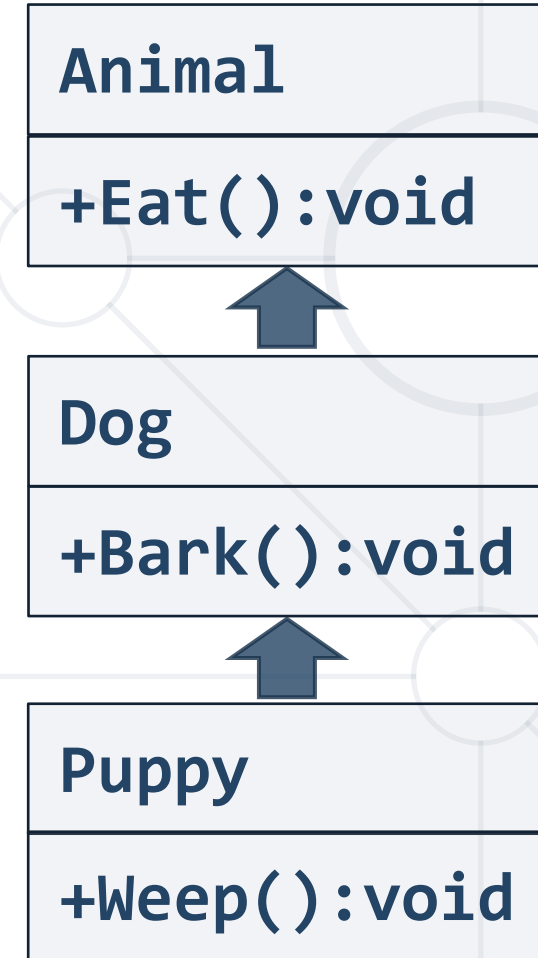 Animal
+Eat():void
Dog
+Bark():void
Puppy
+Weep():void